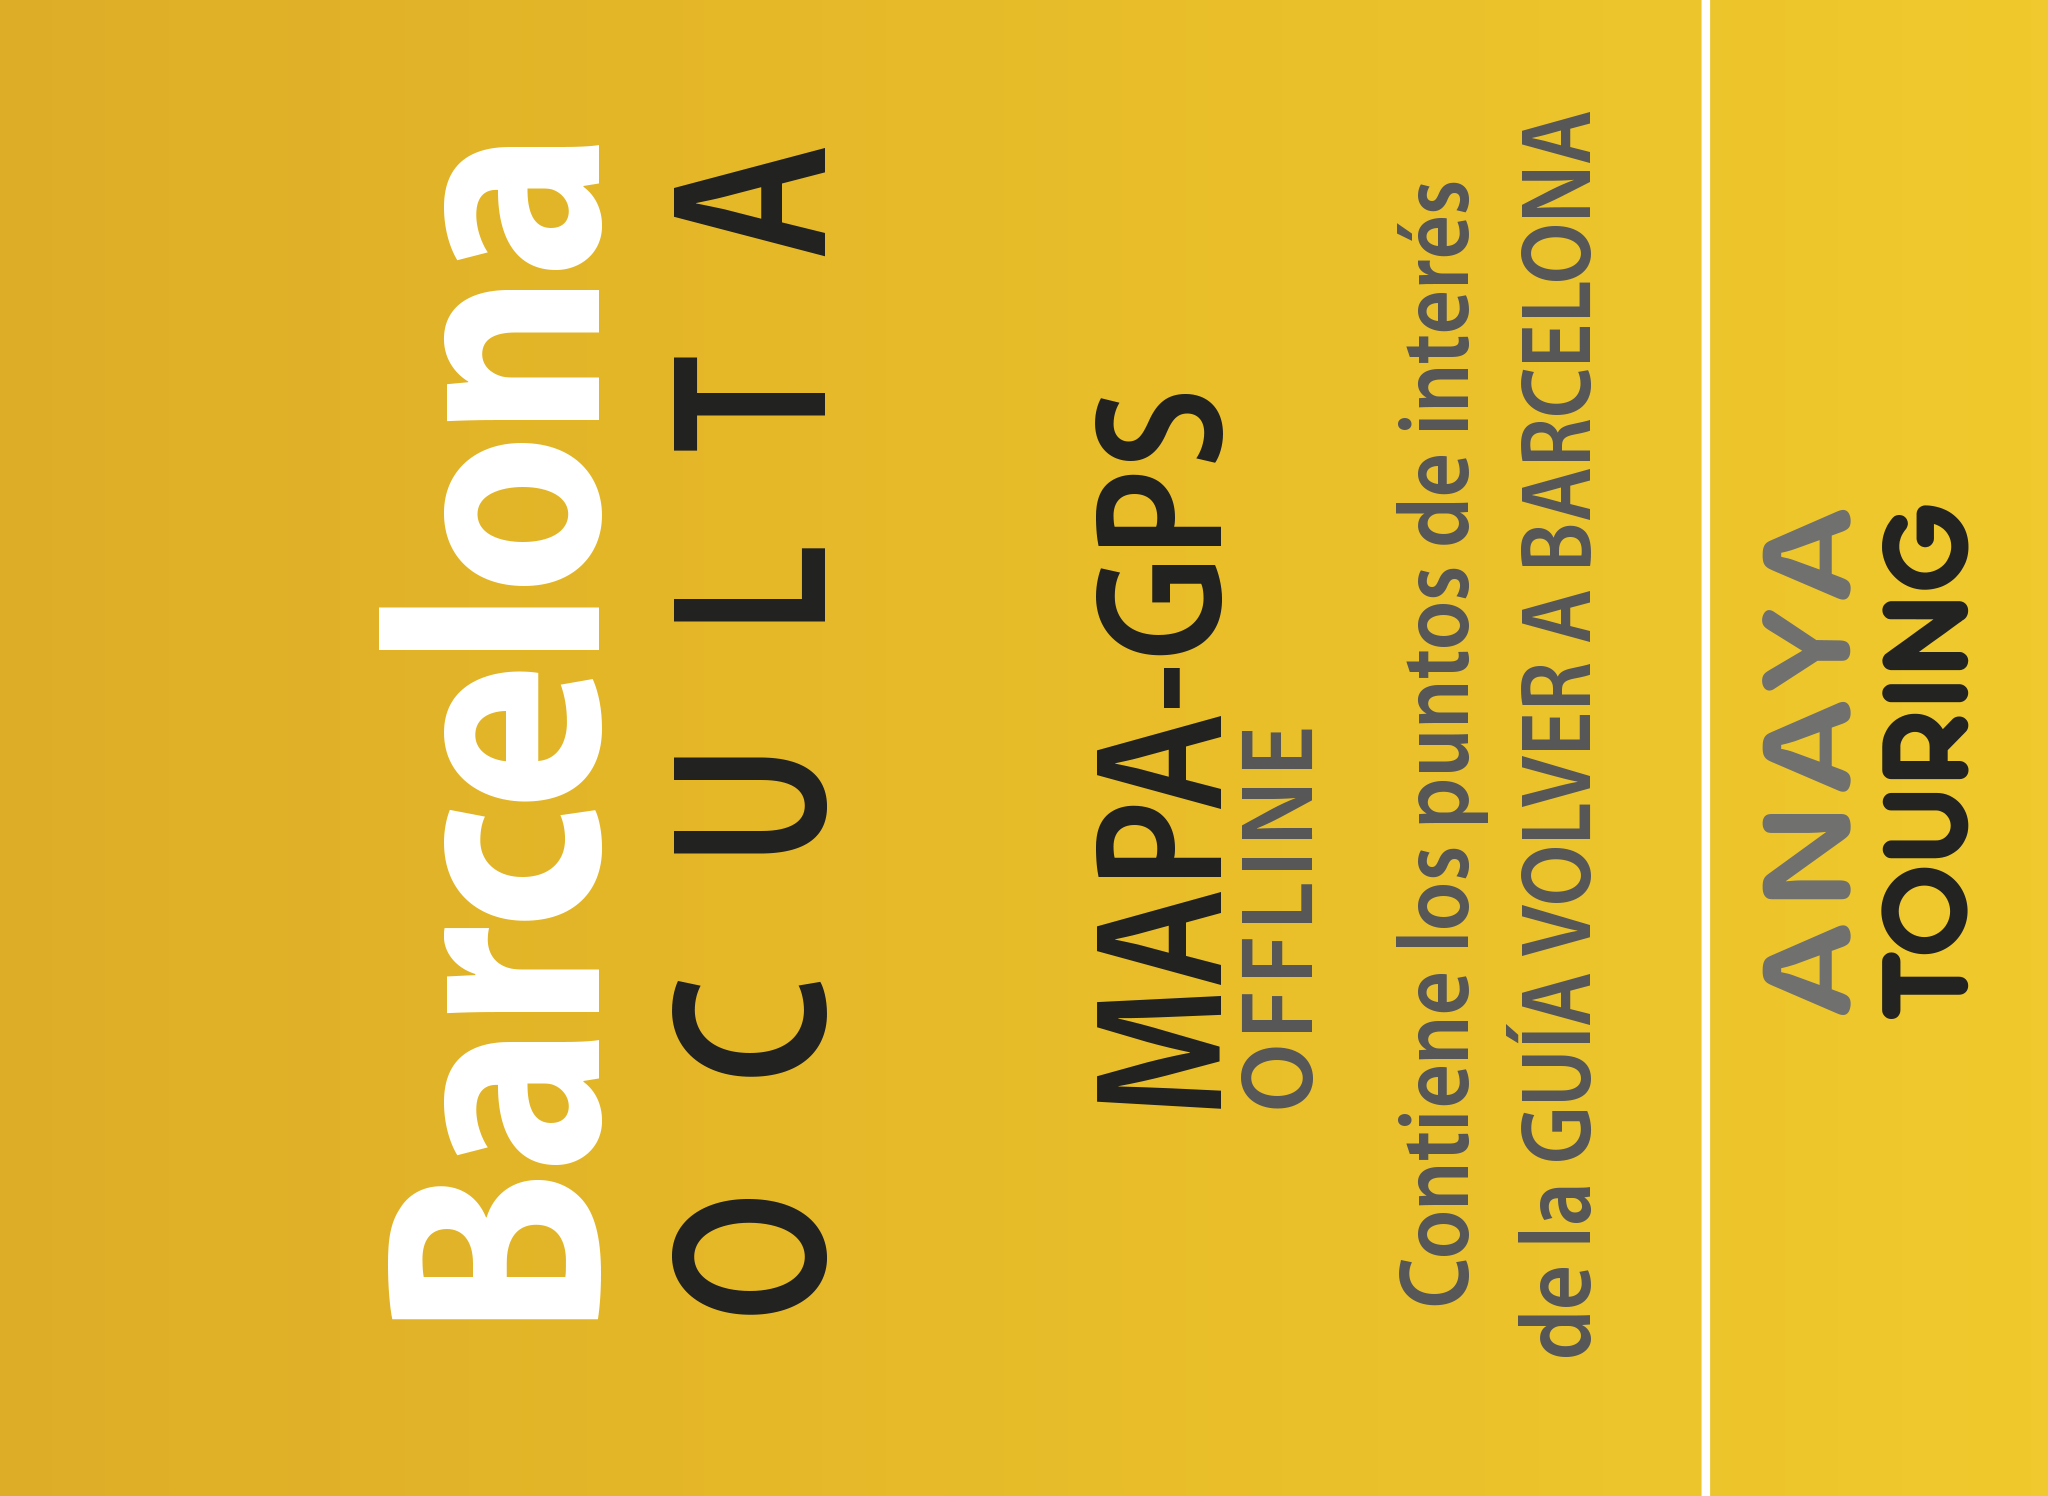 Barcelona
OCULTA
MAPA-GPS
OFFLINE
Contiene los puntos de interés
de la GUÍA VOLVER A BARCELONA
ANAYA
TOURING